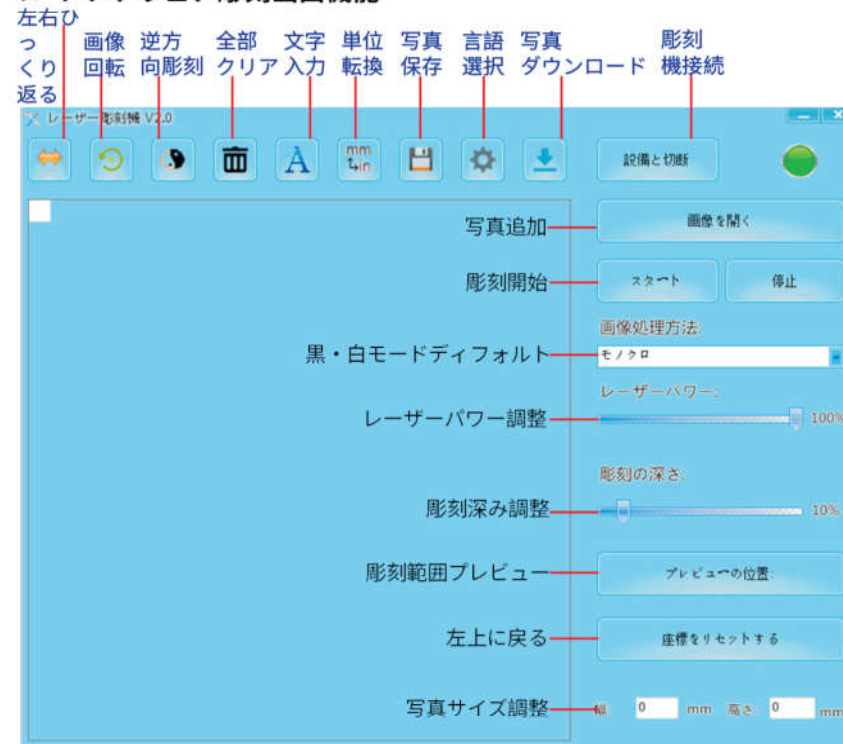 左右ひ
っ
くり
返る
画像
回転
逆方
向彫刻
全部
クリア
文字
入力
単位
転換
写真
保存
言語
選択
写真
ダウンロード
彫刻
機接続
レーザー彫刻機 V2.0
A
mm
in
設備と切断
写真追加
画像を開く
彫刻開始
スタート
停止
画像処理方法:
黒・白モードディフォルト
モノクロ
レーザーパワー:
レーザーパワー調整
100%
彫刻の深さ:
彫刻深み調整
10%
彫刻範囲プレビュー
プレビューの位置:
左上に戻る
座標をリセットする
写真サイズ調整
幅: 0 mm 高さ 0 mm